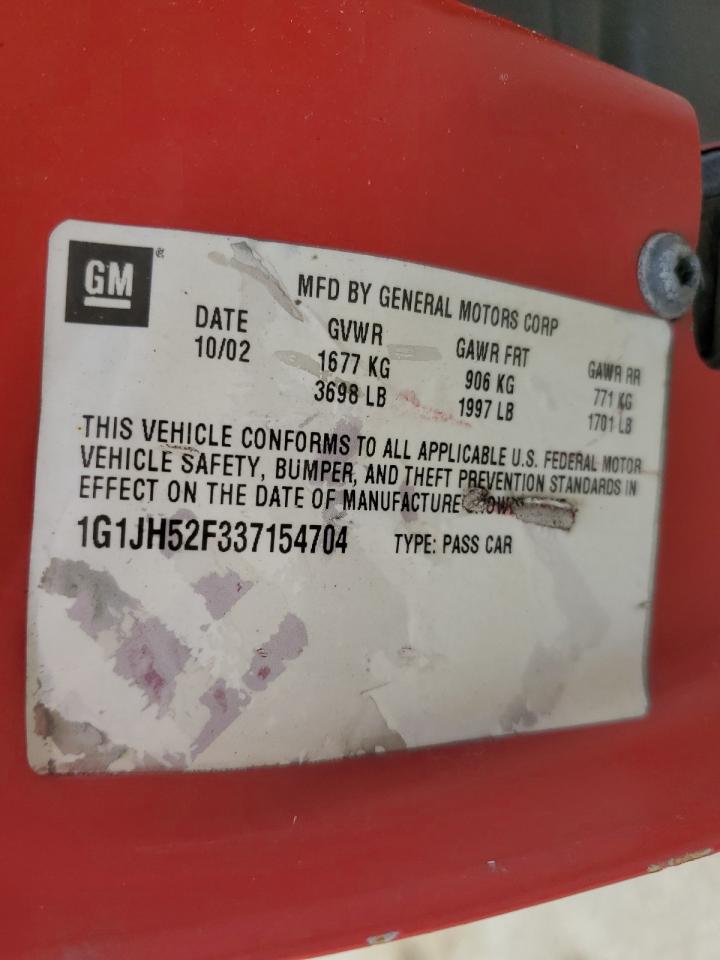 GM ®
MFD BY GENERAL MOTORS CORP
DATE GVWR GAWR FRT GAWR RR
10/02 1677 KG 906 KG 771 KG
3698 LB 1997 LB 1701 LB
THIS VEHICLE CONFORMS TO ALL APPLICABLE U.S. FEDERAL MOTOR
VEHICLE SAFETY, BUMPER, AND THEFT PREVENTION STANDARDS IN
EFFECT ON THE DATE OF MANUFACTURE
1G1JH52F337154704 TYPE: PASS CAR